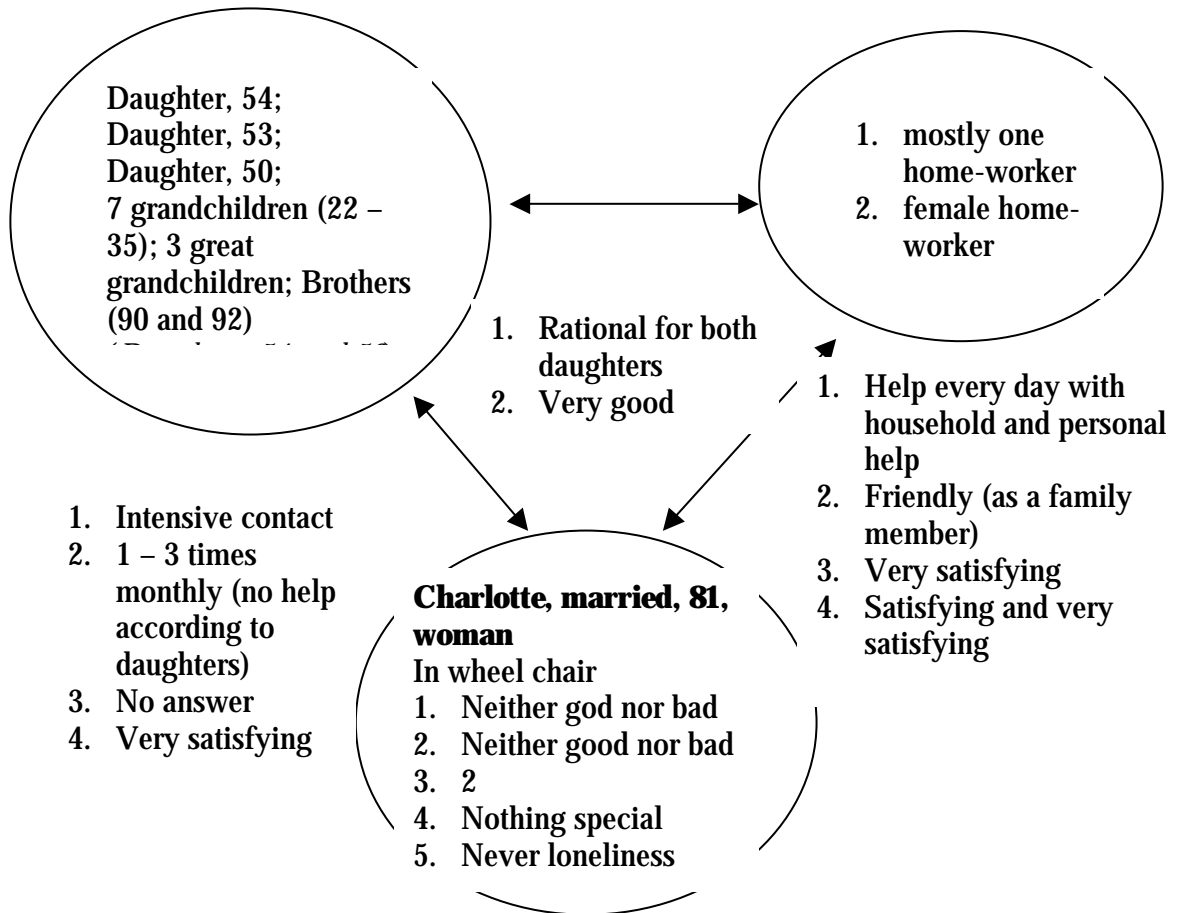 Daughter, 54;
Daughter, 53;
Daughter, 50;
7 grandchildren (22 –
35); 3 great
grandchildren; Brothers
(90 and 92)
1. mostly one
home-worker
2. female home-
worker
1. Rational for both
daughters
2. Very good
1. Help every day with
household and personal
help
2. Friendly (as a family
member)
3. Very satisfying
4. Satisfying and very
satisfying
1. Intensive contact
2. 1 – 3 times
monthly (no help
according to
daughters)
3. No answer
4. Very satisfying
Charlotte, married, 81,
woman
In wheel chair
1. Neither god nor bad
2. Neither good nor bad
3. 2
4. Nothing special
5. Never loneliness